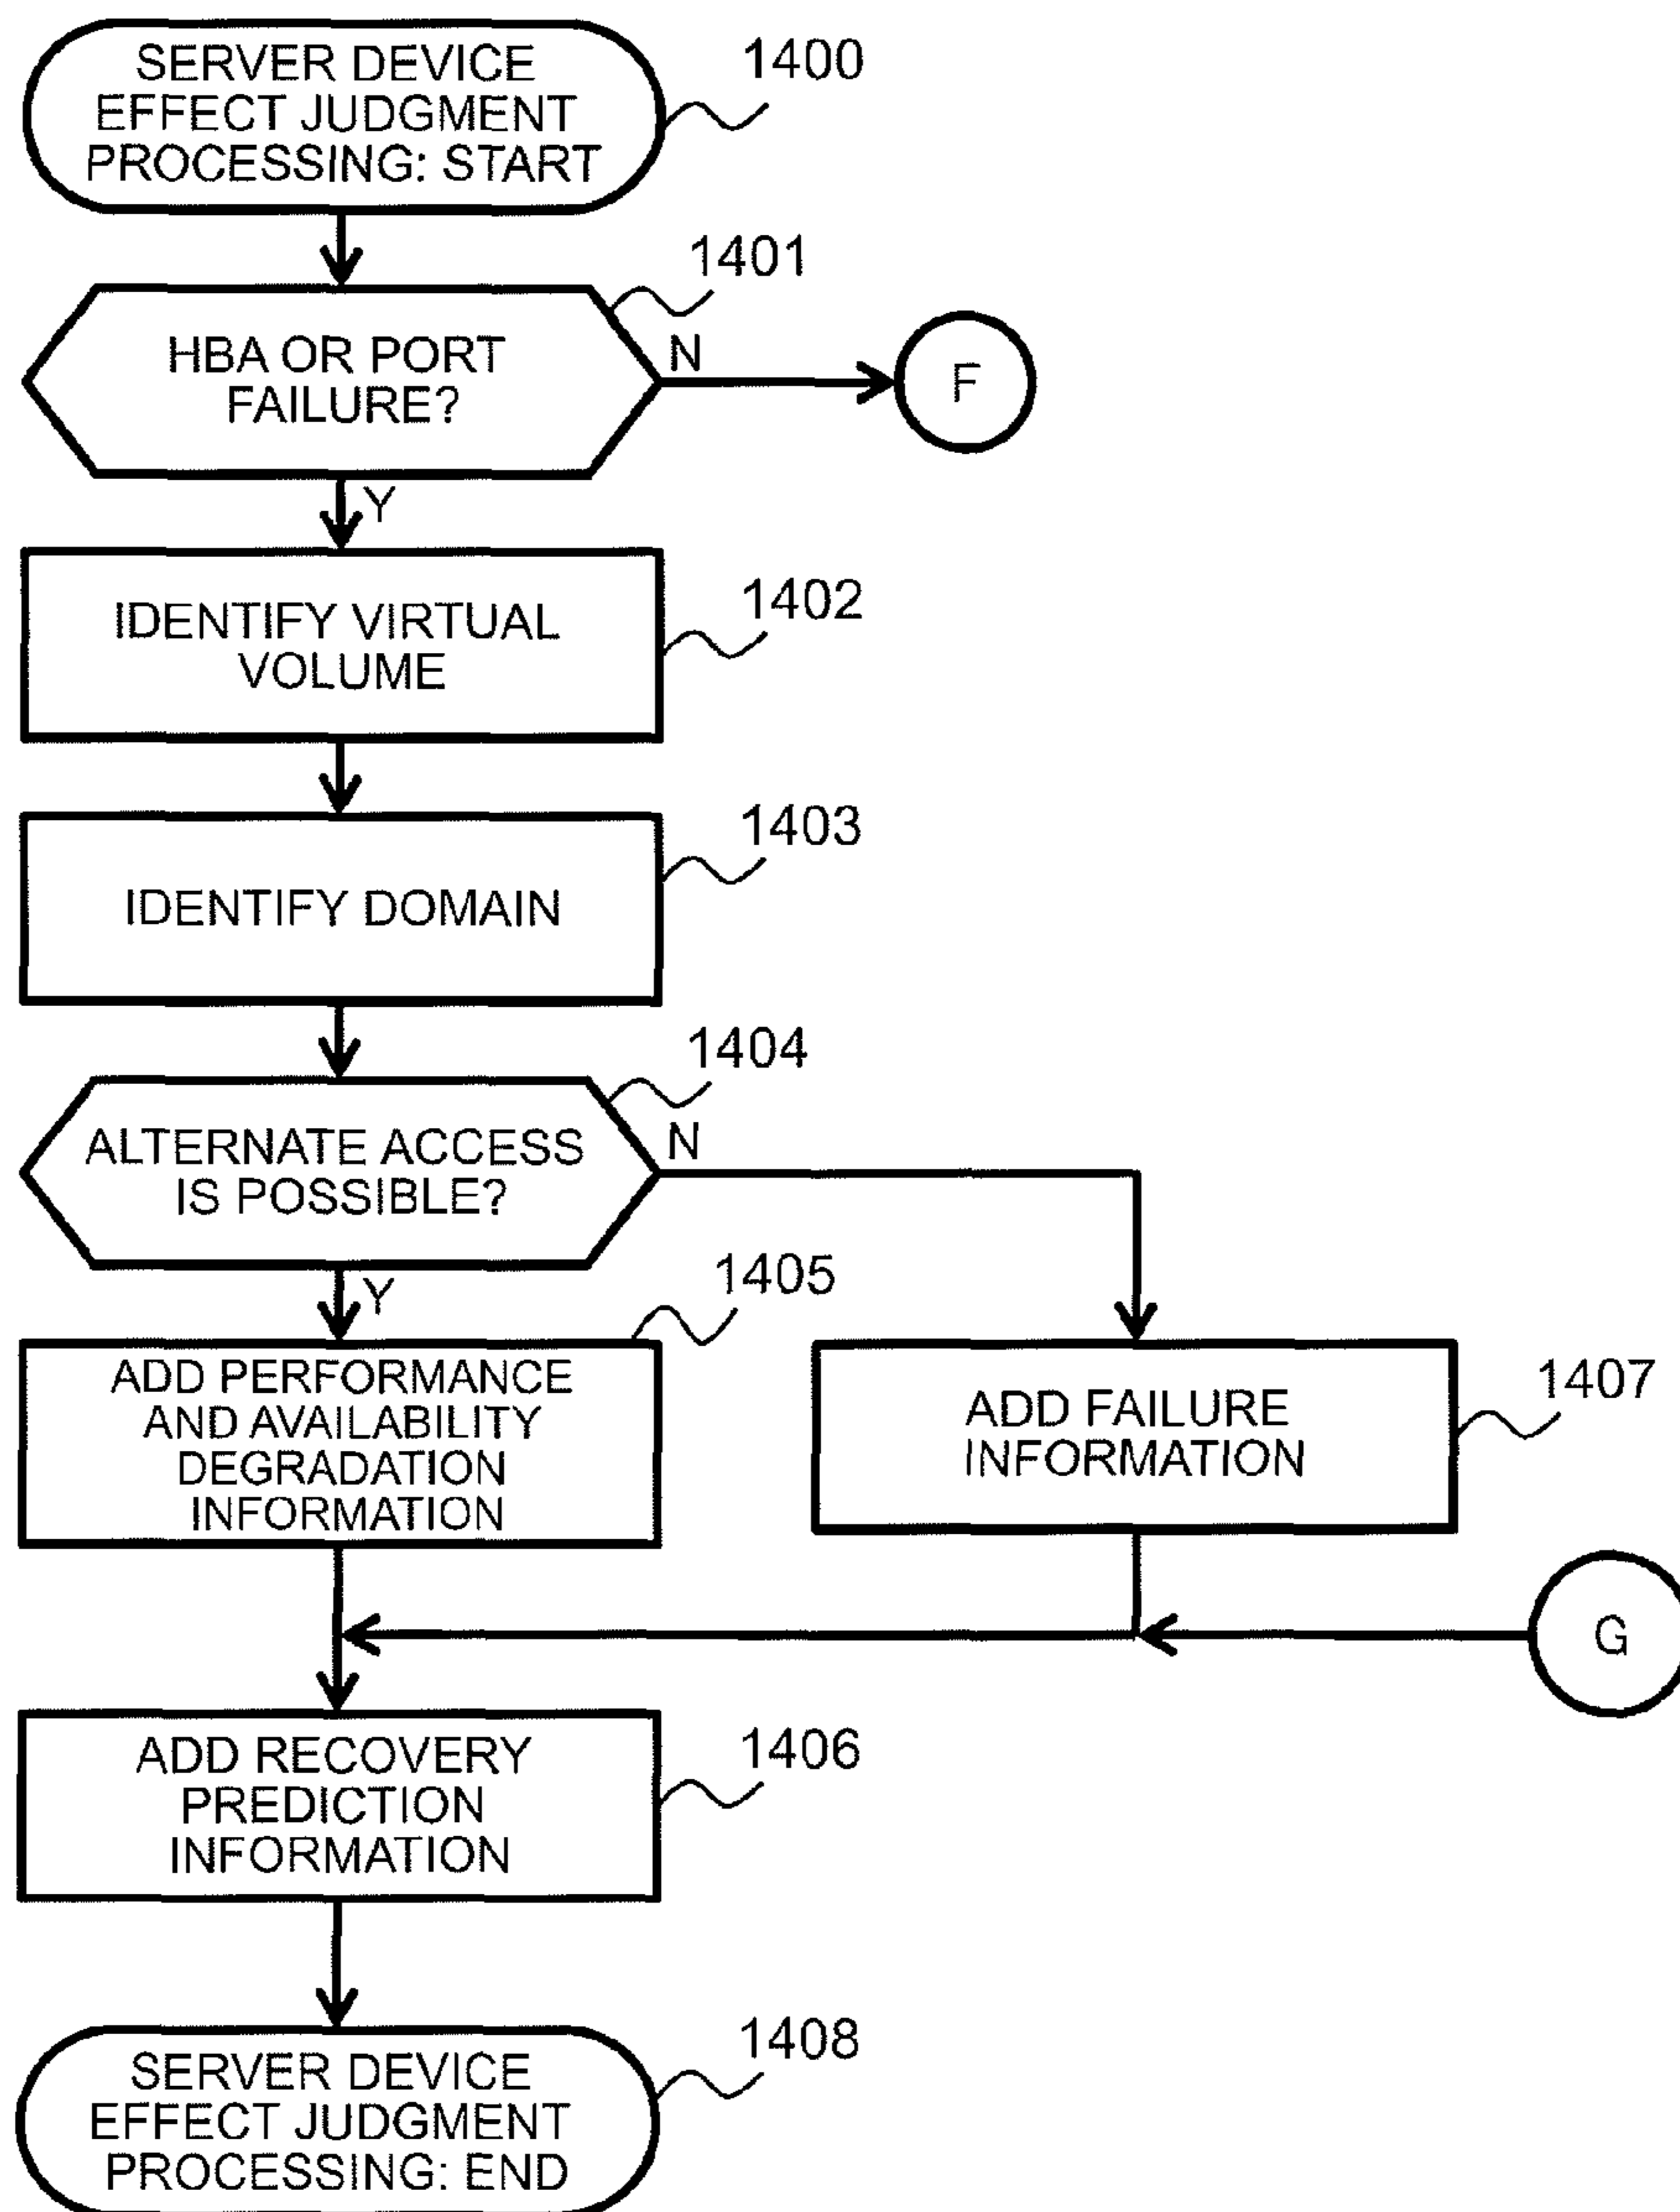 SERVER DEVICE
EFFECT JUDGMENT
PROCESSING: START
1400
1401
HBA OR PORT
FAILURE?
N
F
Y
IDENTIFY VIRTUAL
VOLUME
1402
1403
IDENTIFY DOMAIN
1404
ALTERNATE ACCESS
IS POSSIBLE?
N
Y
1405
ADD PERFORMANCE
AND AVAILABILITY
DEGRADATION
INFORMATION
ADD FAILURE
INFORMATION
1407
G
ADD RECOVERY
PREDICTION
INFORMATION
1406
SERVER DEVICE
EFFECT JUDGMENT
PROCESSING: END
1408